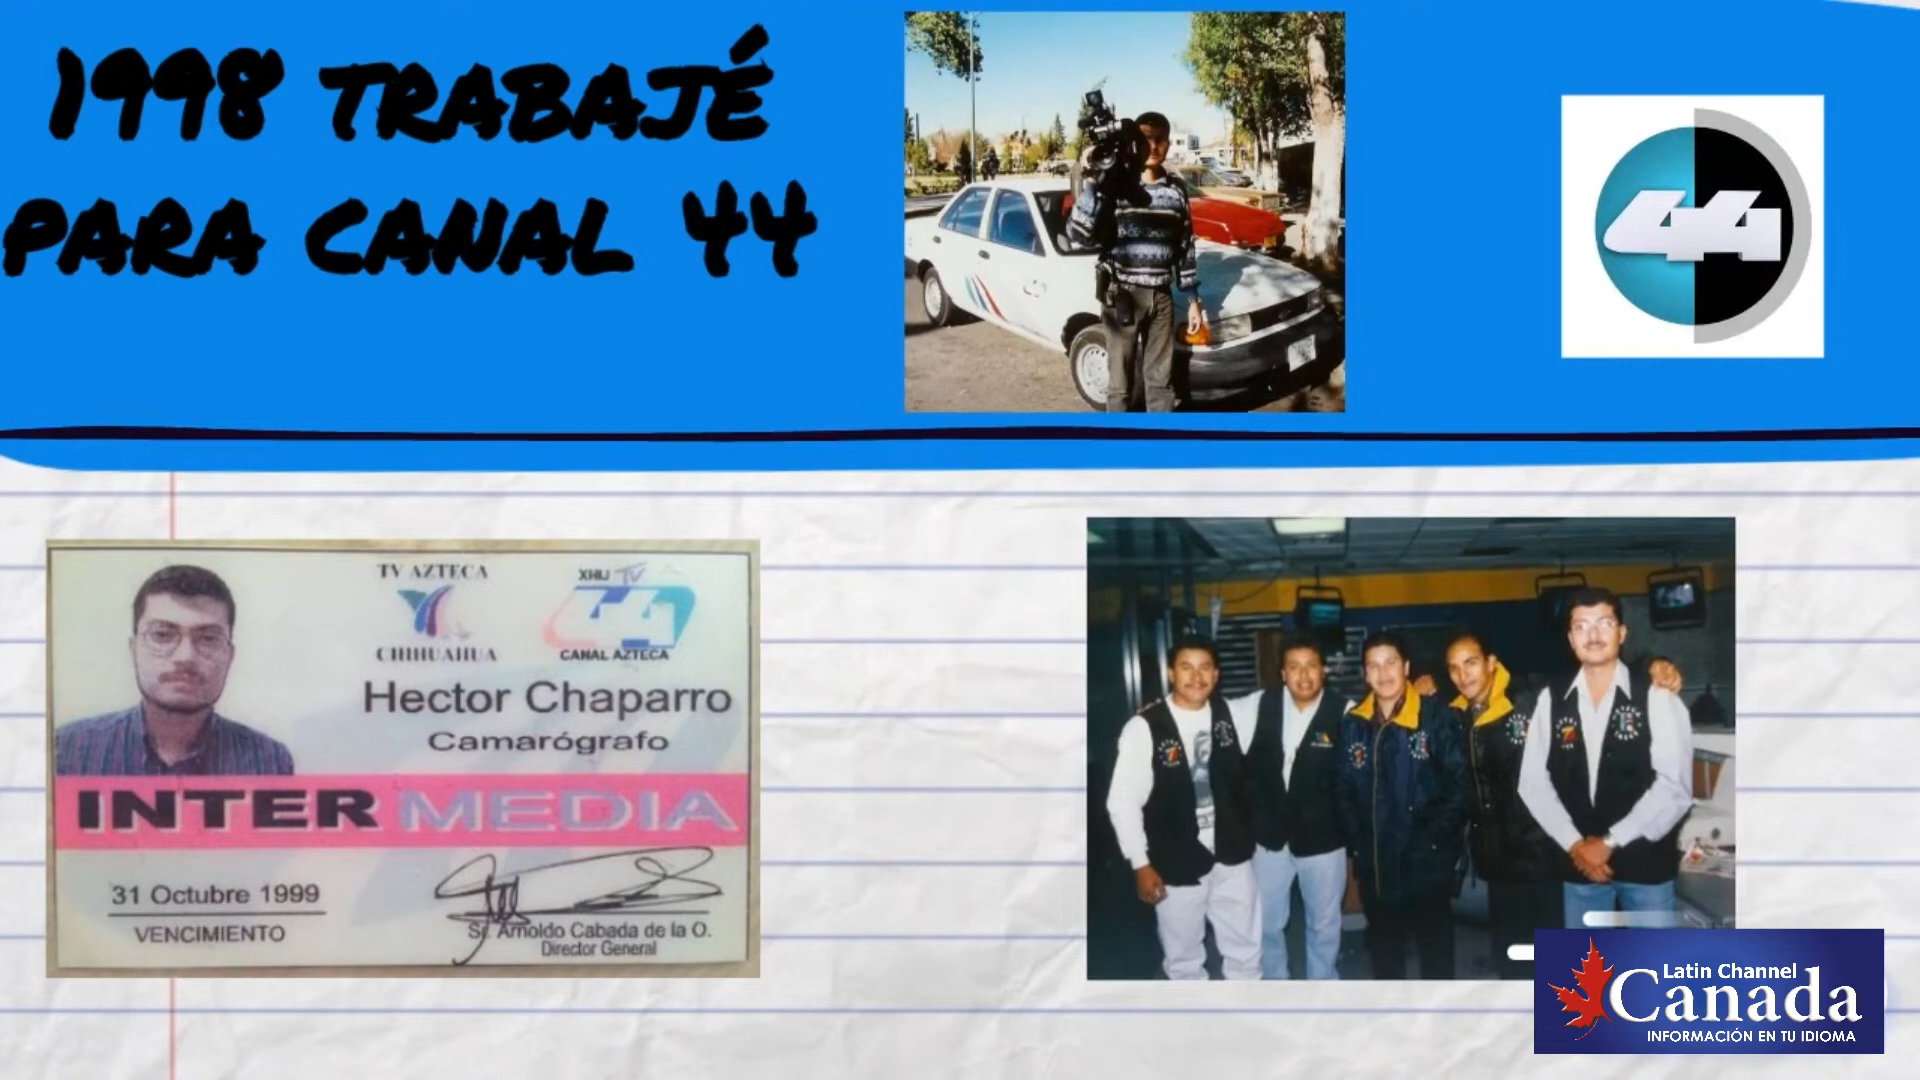 1998 TRABAJÉ
PARA CANAL 44
44
TV AZTECA
CHIHUAHUA
XHIJ TV
44
CANAL AZTECA
Hector Chaparro
Camarógrafo
INTER MEDIA
31 Octubre 1999
VENCIMIENTO
Sr. Arnoldo Cabada de la O.
Director General
Latin Channel
Canada
INFORMACIÓN EN TU IDIOMA